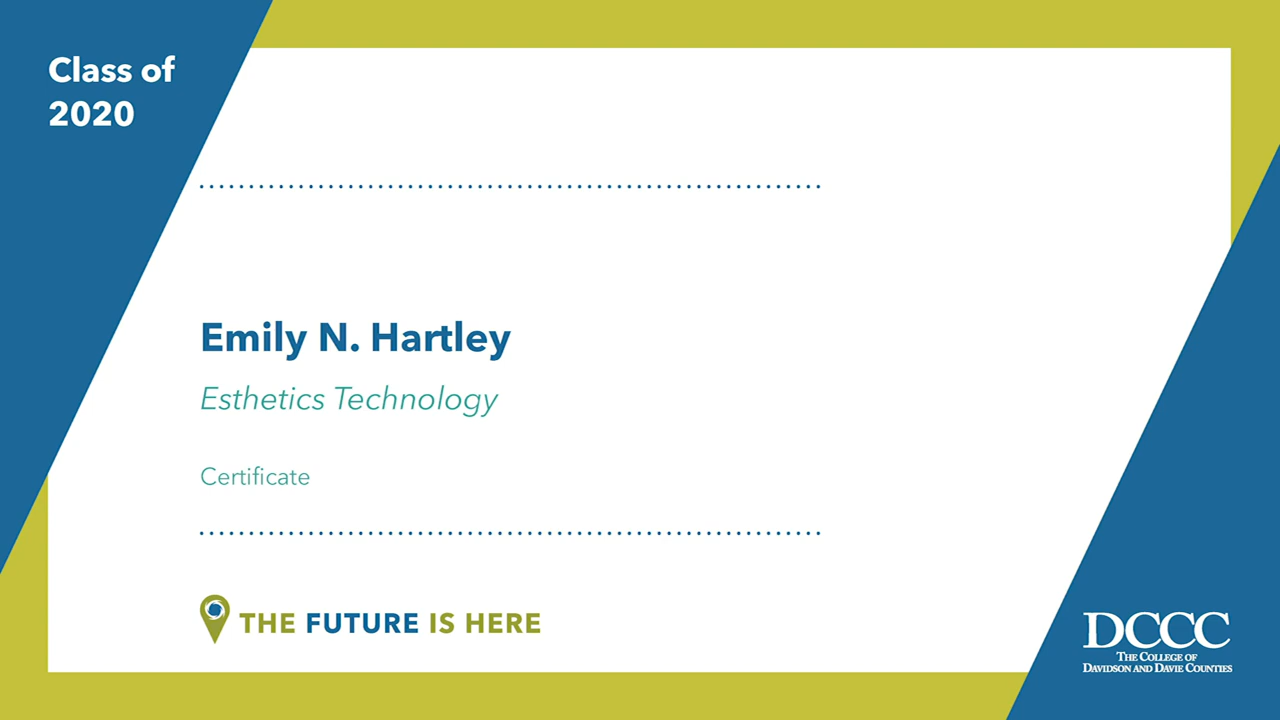 Class of
2020
Emily N. Hartley
Esthetics Technology
Certificate
THE FUTURE IS HERE
DCCC
THE COLLEGE OF
DAVIDSON AND DAVIE COUNTIES